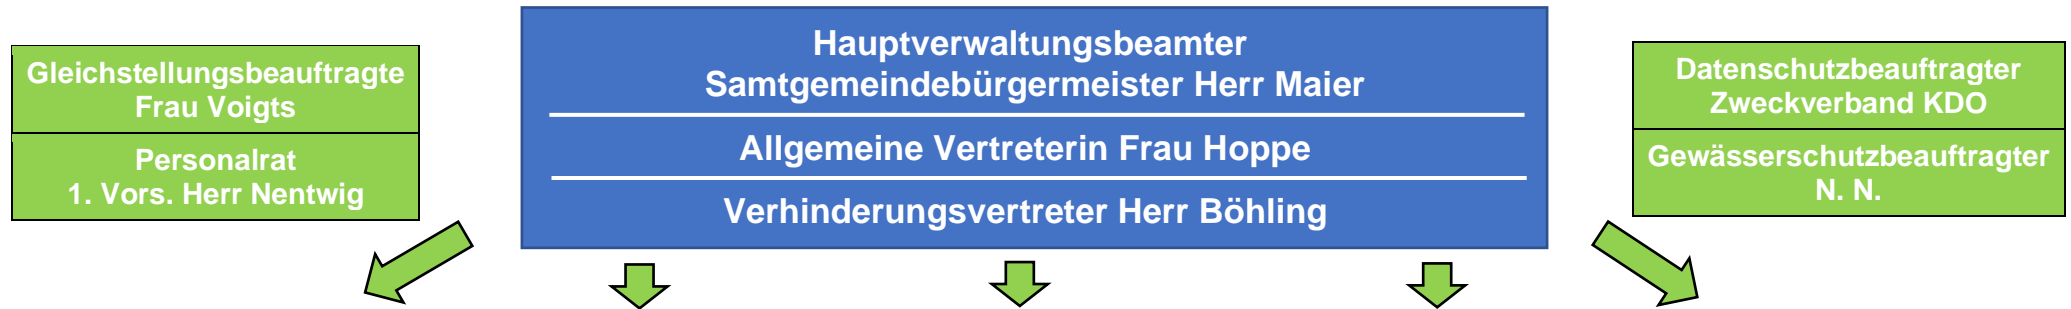 Gleichstellungsbeauftragte
Frau Voigts
Personalrat
1. Vors. Herr Nentwig
Hauptverwaltungsbeamter
Samtgemeindebürgermeister Herr Maier
Allgemeine Vertreterin Frau Hoppe
Verhinderungsvertreter Herr Böhling
Datenschutzbeauftragter
Zweckverband KDO
Gewässerschutzbeauftragter
N. N.